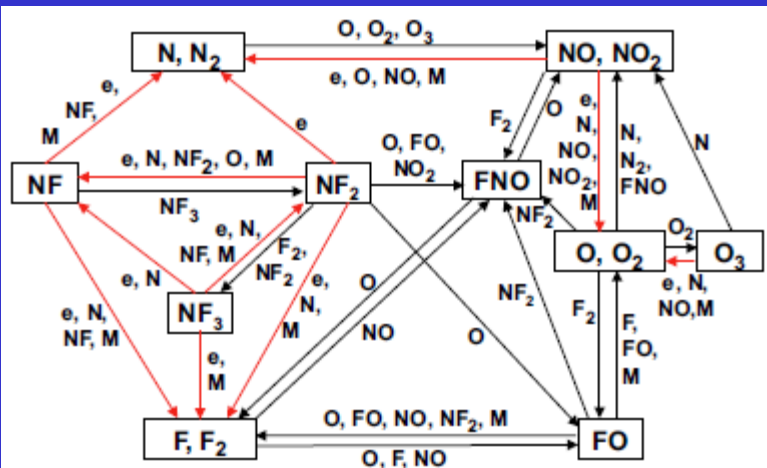 O, O₂, O₃
N, N₂
NO, NO₂
e, O, NO, M
e,
NF,
M
e
F₂
O
e,
N,
NO,
NO₂,
M
N,
N₂,
FNO
N
e, N, NF₂, O, M
O, FO,
NO₂
NF
NF₂
FNO
NF₃
e, N,
NF, M
F₂,
NF₂
NF₂
O, O₂
O₂
O₃
e, N
NF₃
e,
N,
M
O
NF₂
e, N,
NO,M
e, N,
NF, M
NO
F₂
F,
FO,
M
e,
M
O
O, FO, NO, NF₂, M
F, F₂
FO
O, F, NO